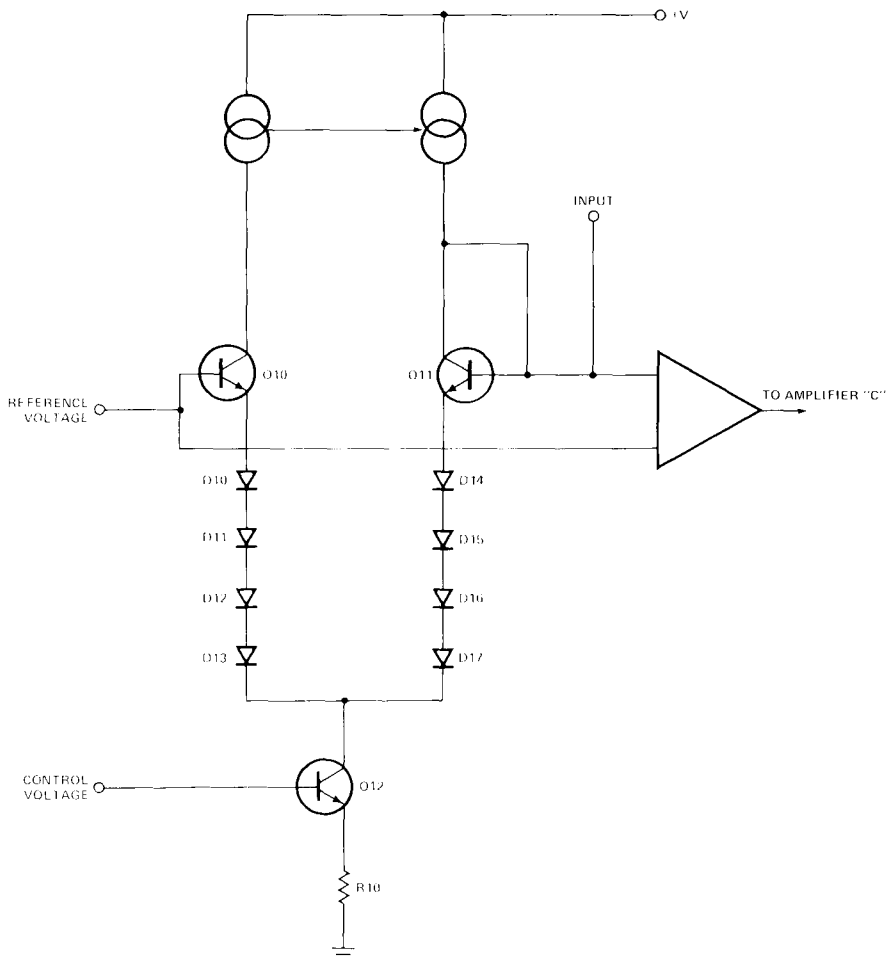 +V
INPUT
Q10
Q11
REFERENCE
VOLTAGE
TO AMPLIFIER "C"
D10
D14
D11
D15
D12
D16
D13
D17
CONTROL
VOLTAGE
Q12
R10